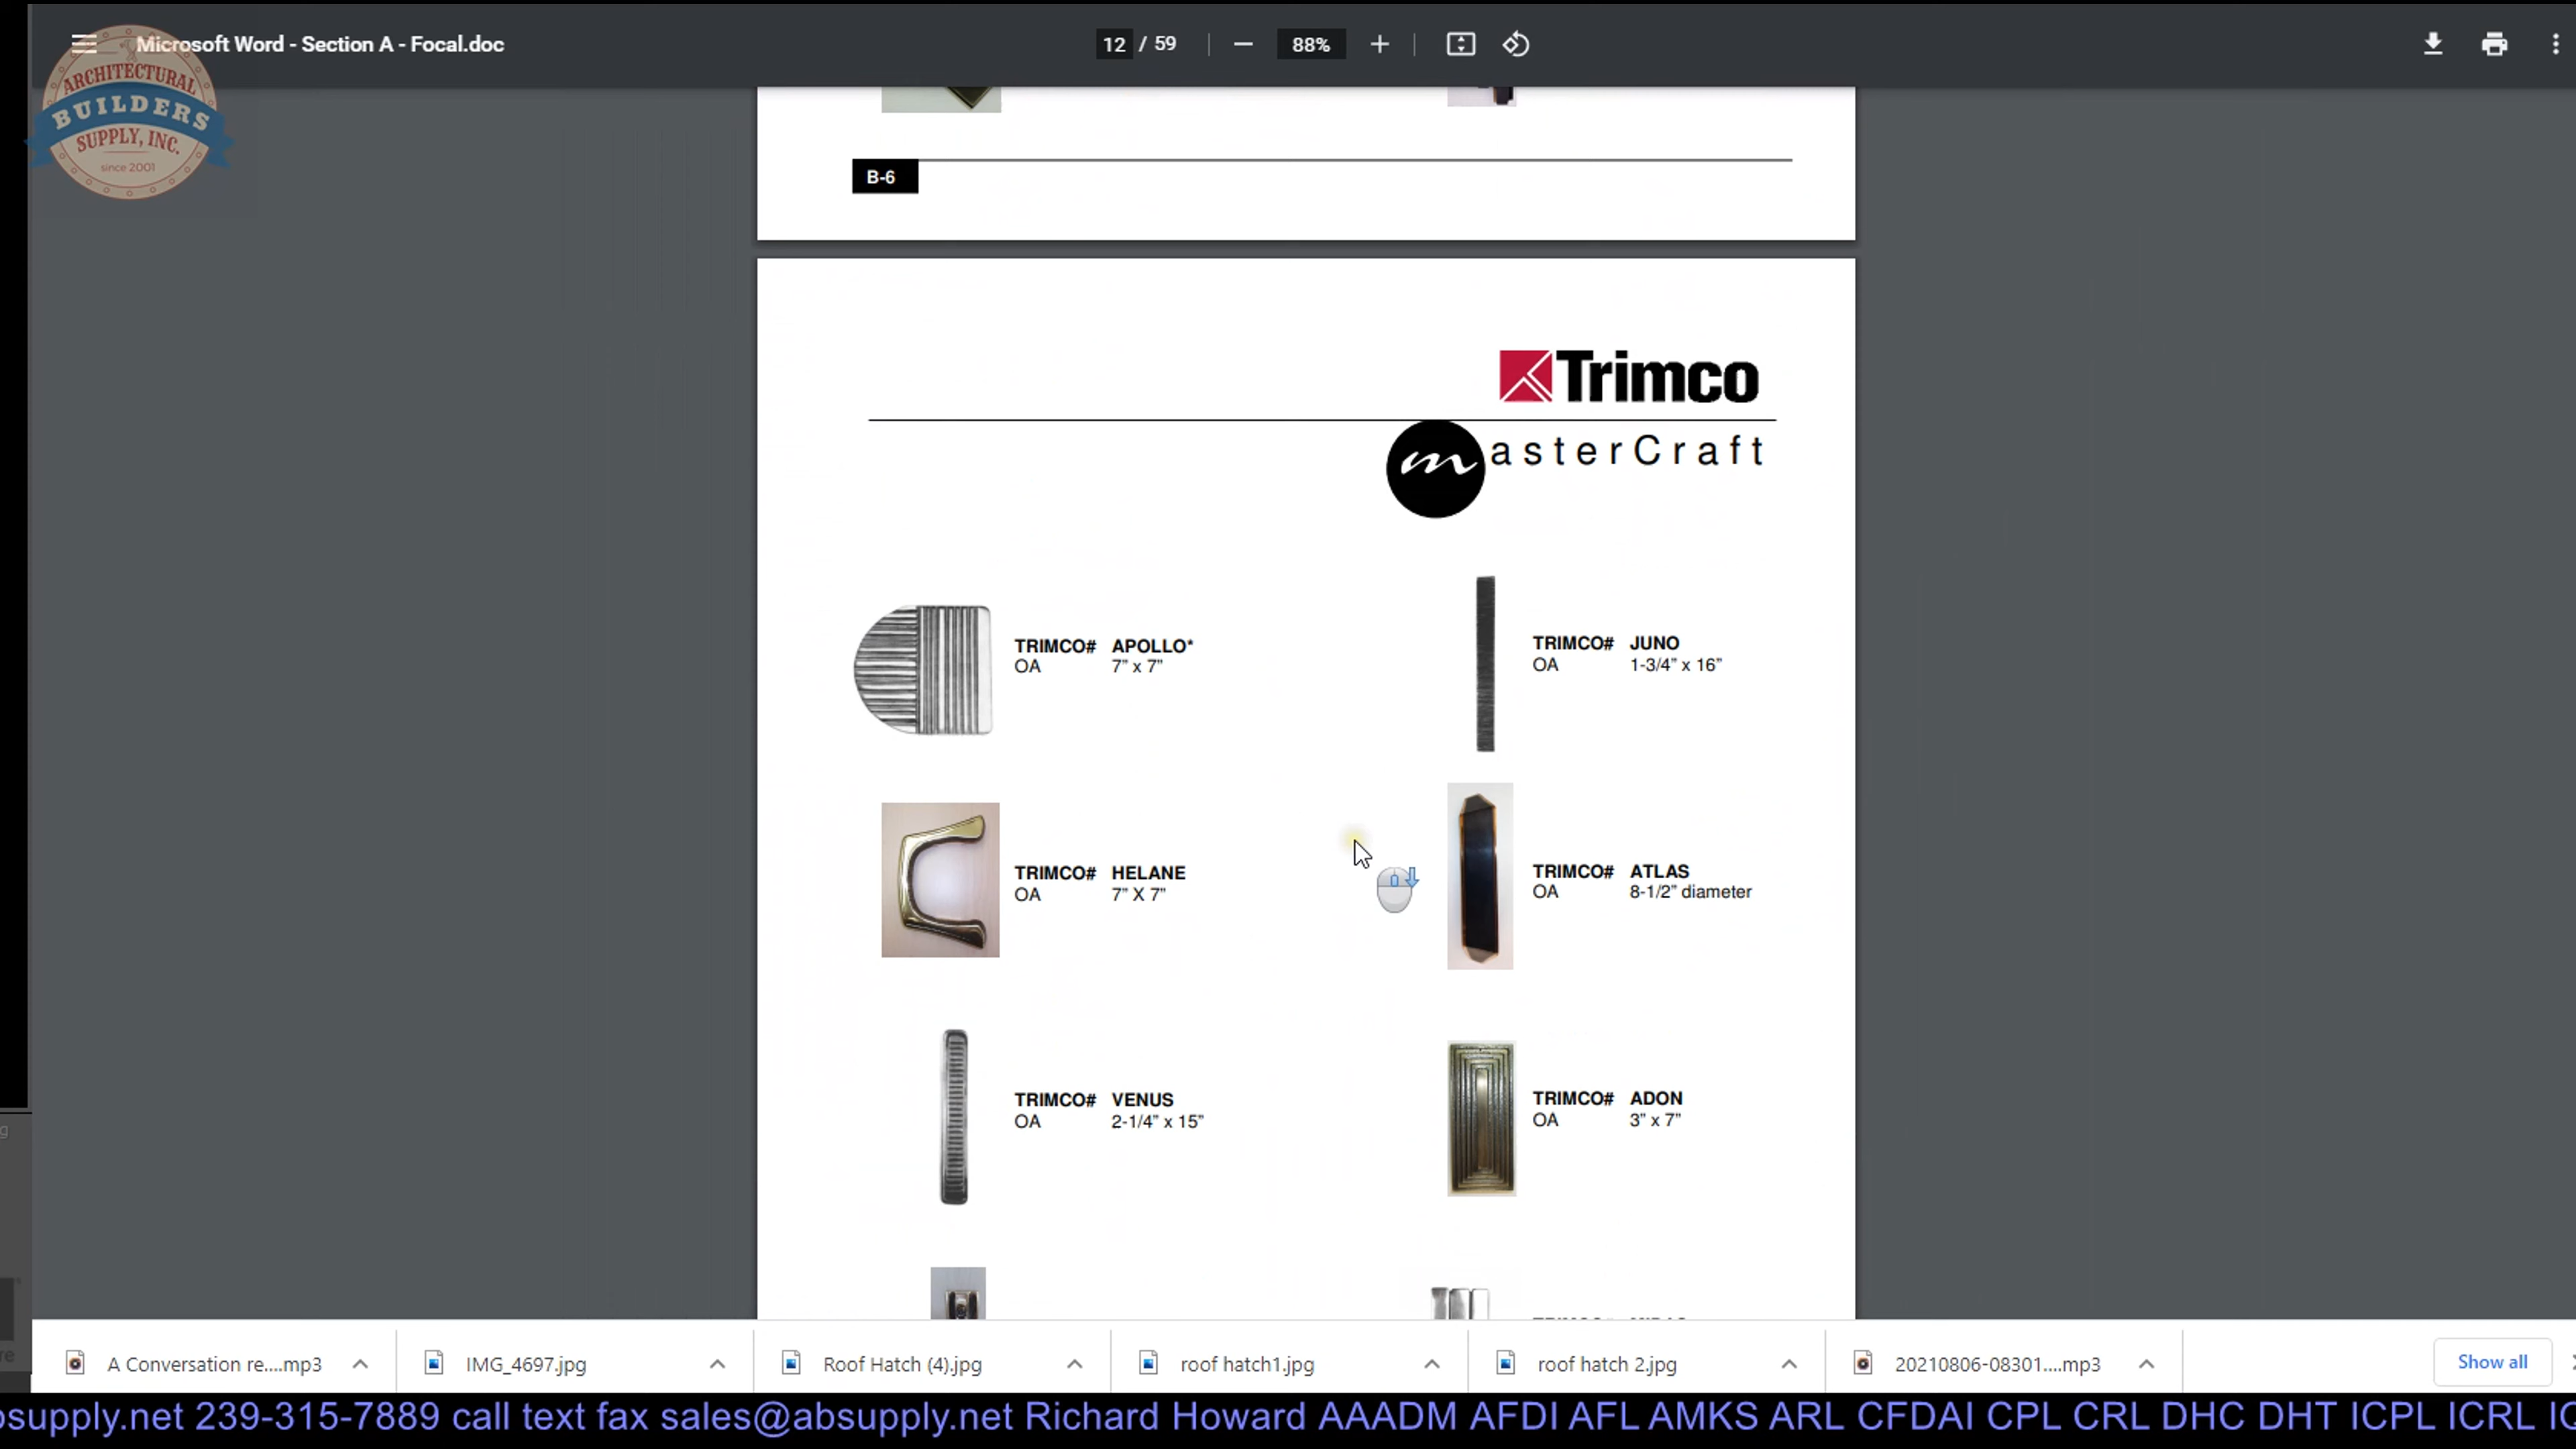 Microsoft Word - Section A - Focal.doc
12 / 59
88%
ARCHITECTURAL
BUILDERS
SUPPLY, INC.
since 2001
B-6
Trimco
masterCraft
TRIMCO# APOLLO*
OA 7" x 7"
TRIMCO# JUNO
OA 1-3/4" x 16"
TRIMCO# HELANE
OA 7" X 7"
TRIMCO# ATLAS
OA 8-1/2" diameter
TRIMCO# VENUS
OA 2-1/4" x 15"
TRIMCO# ADON
OA 3" x 7"
g
re
A Conversation re....mp3
IMG_4697.jpg
Roof Hatch (4).jpg
roof hatch1.jpg
roof hatch 2.jpg
20210806-08301....mp3
Show all
bsupply.net 239-315-7889 call text fax sales@absupply.net Richard Howard AAADM AFDI AFL AMKS ARL CFDAI CPL CRL DHC DHT ICPL ICRL